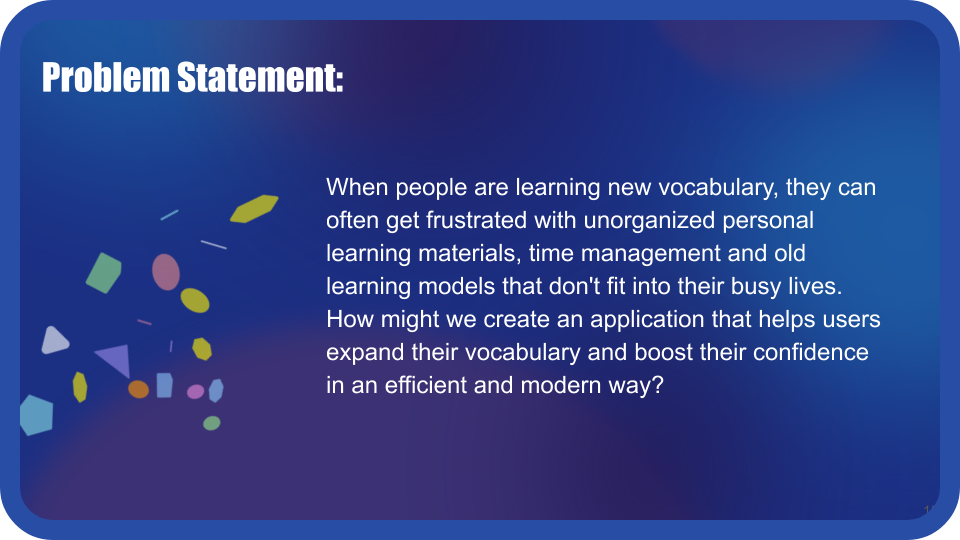 Problem Statement:
When people are learning new vocabulary, they can
often get frustrated with unorganized personal
learning materials, time management and old
learning models that don't fit into their busy lives.
How might we create an application that helps users
expand their vocabulary and boost their confidence
in an efficient and modern way?